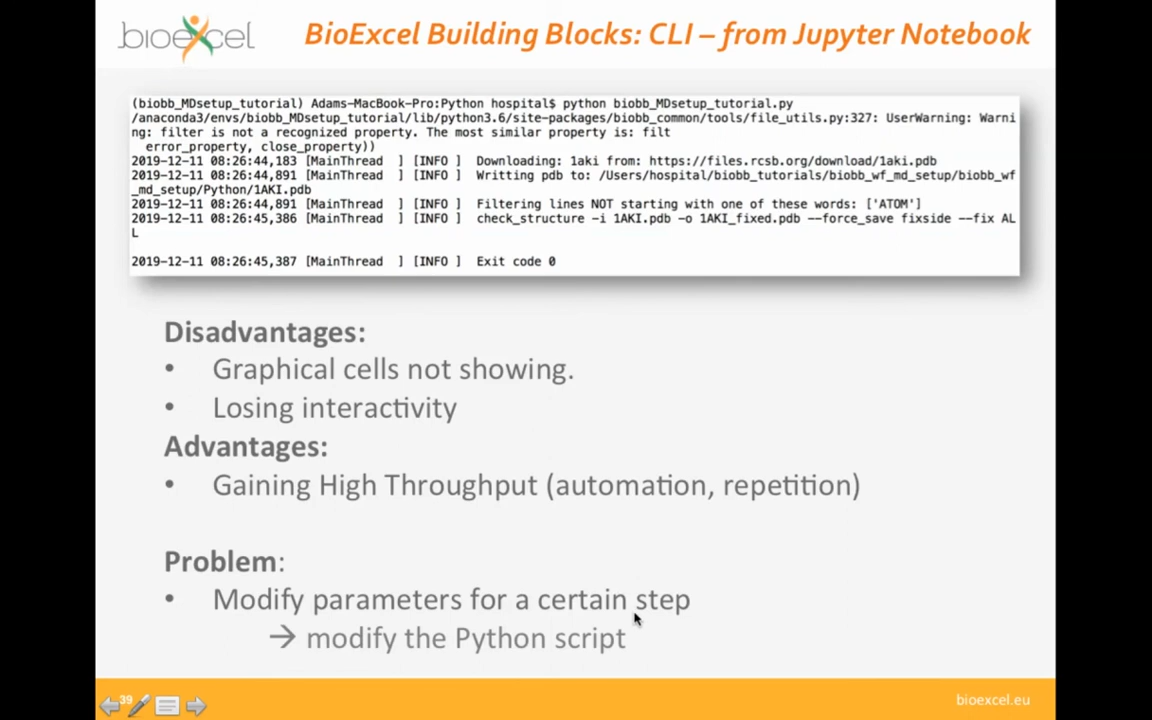 bioexcel
BioExcel Building Blocks: CLI – from Jupyter Notebook
(biobb_MDsetup_tutorial) Adams-MacBook-Pro:Python hospital$ python biobb_MDsetup_tutorial.py
/anaconda3/envs/biobb_MDsetup_tutorial/lib/python3.6/site-packages/biobb_common/tools/file_utils.py:327: UserWarning: Warni
ng: filter is not a recognized property. The most similar property is: filt
error_property, close_property))
2019-12-11 08:26:44,183 [MainThread  ] [INFO ]  Downloading: 1aki from: https://files.rcsb.org/download/1aki.pdb
2019-12-11 08:26:44,891 [MainThread  ] [INFO ]  Writting pdb to: /Users/hospital/biobb_tutorials/biobb_wf_md_setup/biobb_wf
_md_setup/Python/1AKI.pdb
2019-12-11 08:26:44,891 [MainThread  ] [INFO ]  Filtering lines NOT starting with one of these words: ['ATOM']
2019-12-11 08:26:45,386 [MainThread  ] [INFO ]  check_structure -i 1AKI.pdb -o 1AKI_fixed.pdb --force_save fixside --fix AL
L
2019-12-11 08:26:45,387 [MainThread  ] [INFO ]  Exit code 0
Disadvantages:
• Graphical cells not showing.
• Losing interactivity
Advantages:
• Gaining High Throughput (automation, repetition)
Problem:
• Modify parameters for a certain step
→ modify the Python script
39
bioexcel.eu